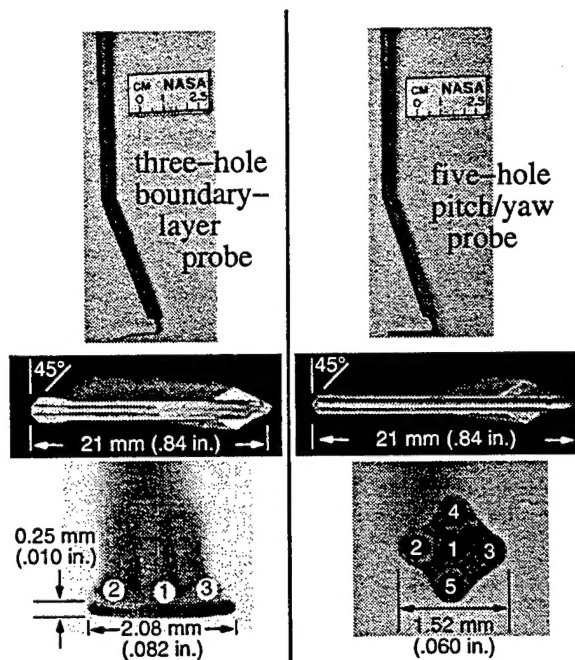 CM NASA
0 1 2.5
three–hole
boundary–
layer
probe
45°
21 mm (.84 in.)
0.25 mm
(.010 in.)
2 1 3
2.08 mm
(.082 in.)
CM NASA
0 1 2.5
five–hole
pitch/yaw
probe
45°
21 mm (.84 in.)
4
2 1 3
5
1.52 mm
(.060 in.)